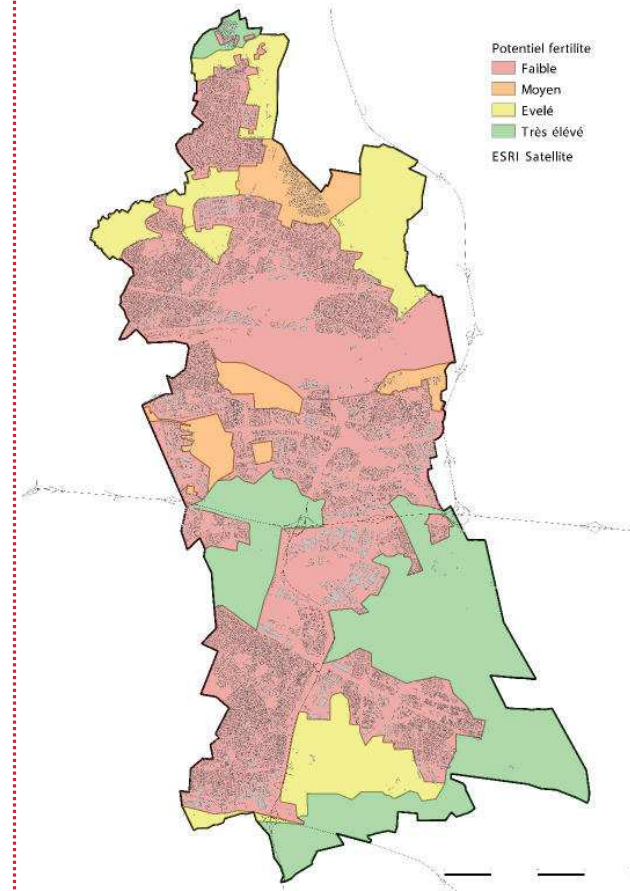 Potentiel fertilite
Faible
Moyen
Evelé
Très élévé
ESRI Satellite